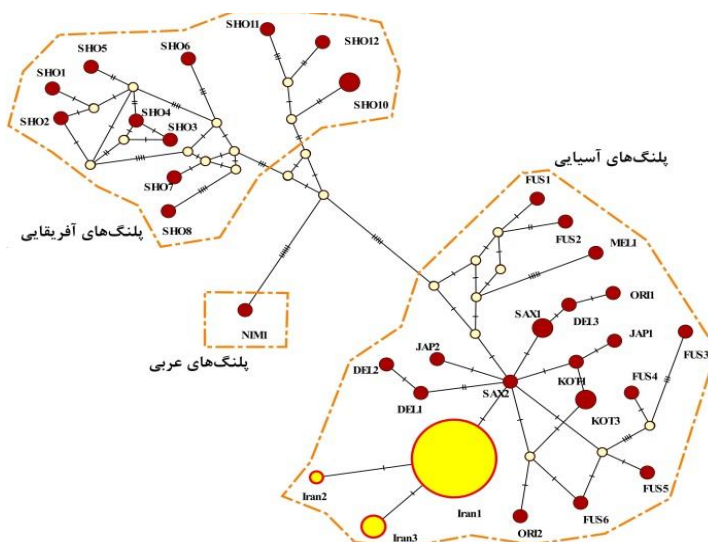 SHO11
SHO12
SHO5
SHO6
SHO1
SHO10
SHO4
SHO2
SHO3
SHO7
SHO8
پلنگ‌های آفریقایی
پلنگ‌های آسیایی
FUS1
FUS2
MEL1
NIM1
پلنگ‌های عربی
SAX1
ORI1
DEL3
JAP2
JAP1
FUS3
DEL2
KOT1
FUS4
SAX2
DEL1
KOT3
Iran2
Iran1
FUS5
Iran3
ORI2
FUS6